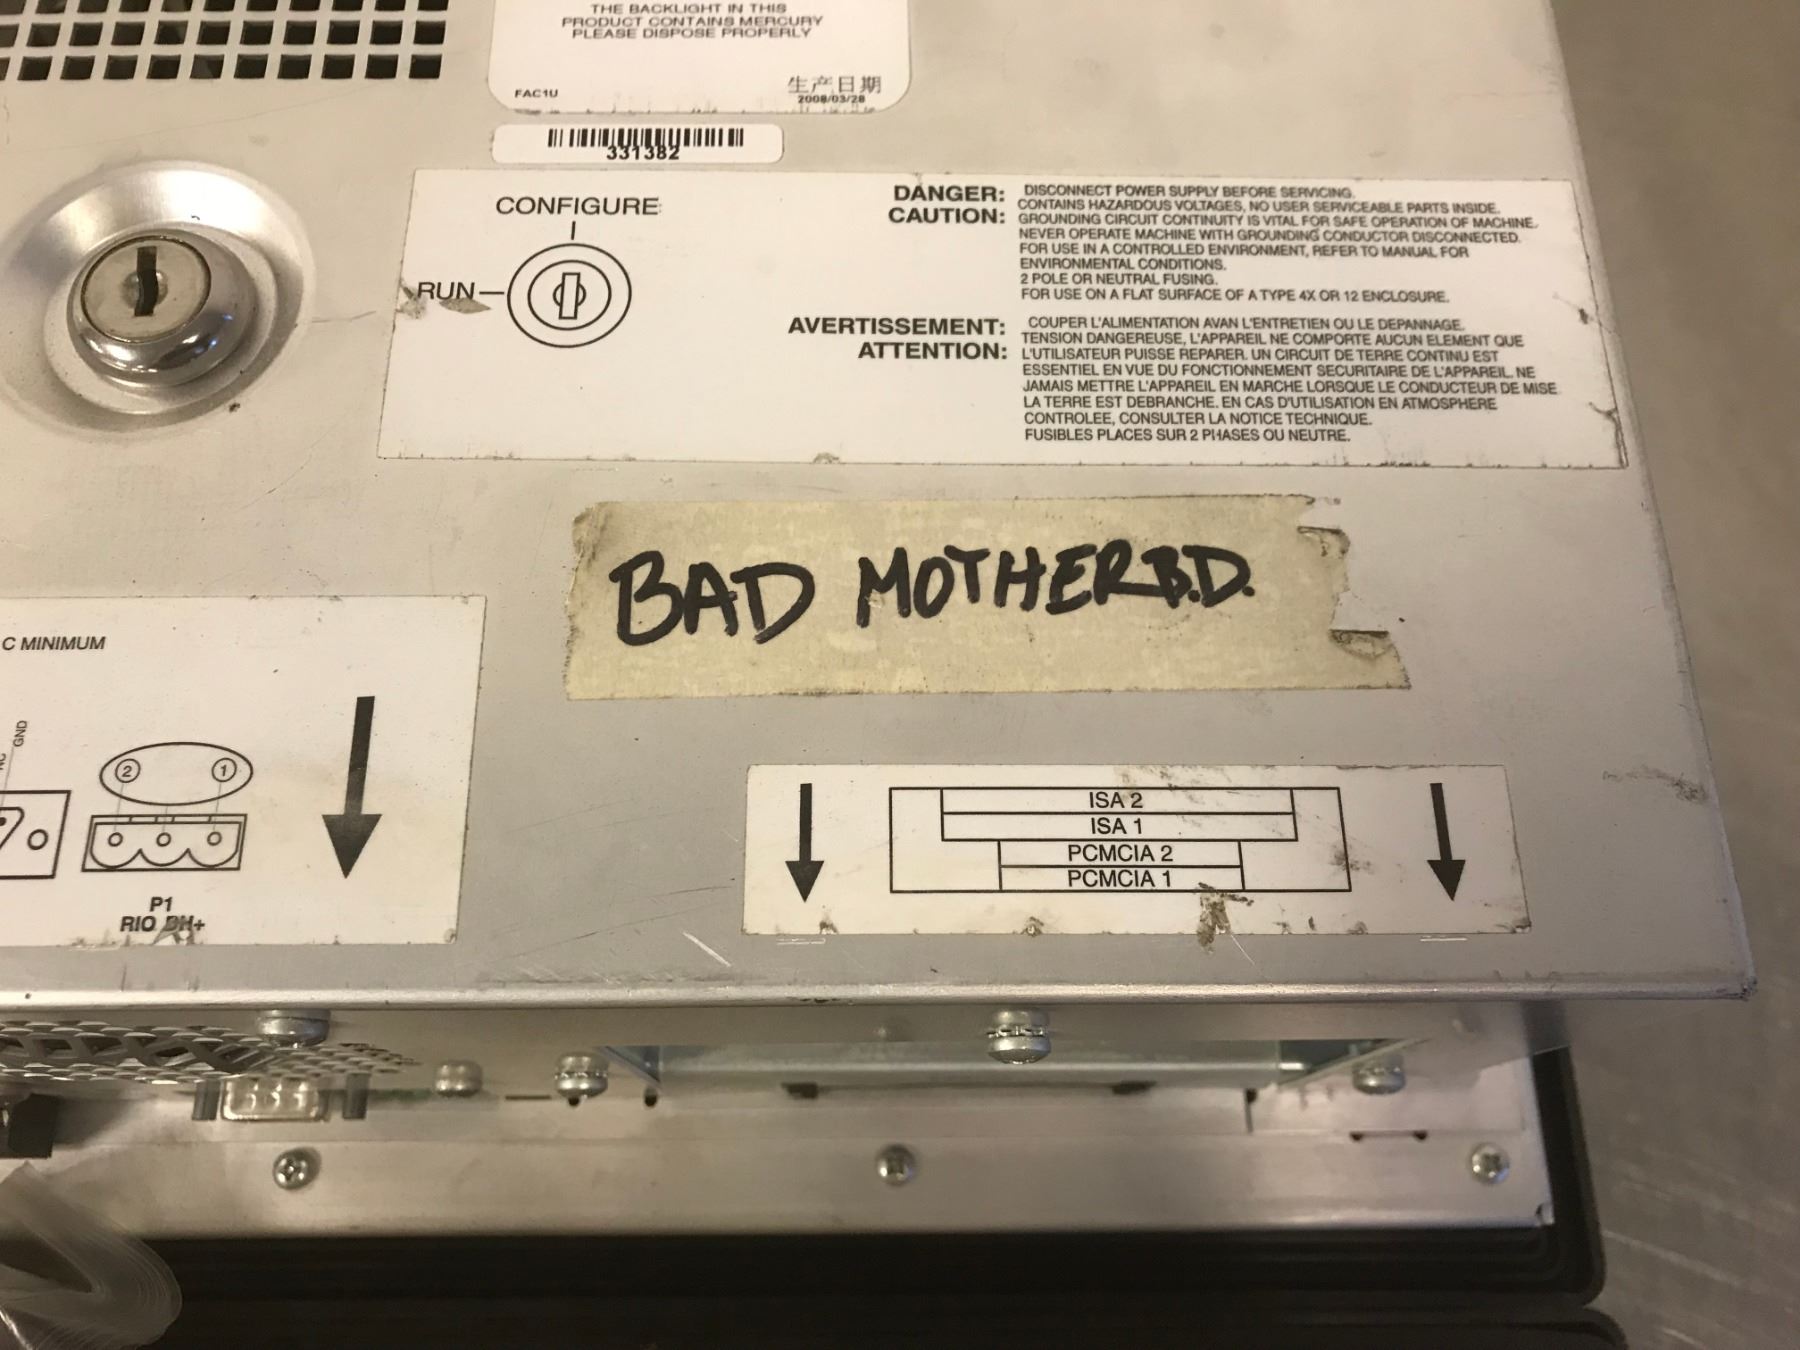 THE BACKLIGHT IN THIS
PRODUCT CONTAINS MERCURY
PLEASE DISPOSE PROPERLY
FAC1U
生产日期
2008/03/28
331382
CONFIGURE
RUN
DANGER:
CAUTION:
DISCONNECT POWER SUPPLY BEFORE SERVICING.
CONTAINS HAZARDOUS VOLTAGES, NO USER SERVICEABLE PARTS INSIDE.
GROUNDING CIRCUIT CONTINUITY IS VITAL FOR SAFE OPERATION OF MACHINE.
NEVER OPERATE MACHINE WITH GROUNDING CONDUCTOR DISCONNECTED.
FOR USE IN A CONTROLLED ENVIRONMENT, REFER TO MANUAL FOR
ENVIRONMENTAL CONDITIONS.
2 POLE OR NEUTRAL FUSING.
FOR USE ON A FLAT SURFACE OF A TYPE 4X OR 12 ENCLOSURE.
AVERTISSEMENT:
ATTENTION:
COUPER L'ALIMENTATION AVAN L'ENTRETIEN OU LE DEPANNAGE.
TENSION DANGEREUSE, L'APPAREIL NE COMPORTE AUCUN ELEMENT QUE
L'UTILISATEUR PUISSE REPARER. UN CIRCUIT DE TERRE CONTINU EST
ESSENTIEL EN VUE DU FONCTIONNEMENT SECURITAIRE DE L'APPAREIL. NE
JAMAIS METTRE L'APPAREIL EN MARCHE LORSQUE LE CONDUCTEUR DE MISE
LA TERRE EST DEBRANCHE. EN CAS D'UTILISATION EN ATMOSPHERE
CONTROLEE, CONSULTER LA NOTICE TECHNIQUE.
FUSIBLES PLACES SUR 2 PHASES OU NEUTRE.
BAD MOTHERB.D.
C MINIMUM
GND
2
1
P1
RIO DH+
ISA 2
ISA 1
PCMCIA 2
PCMCIA 1